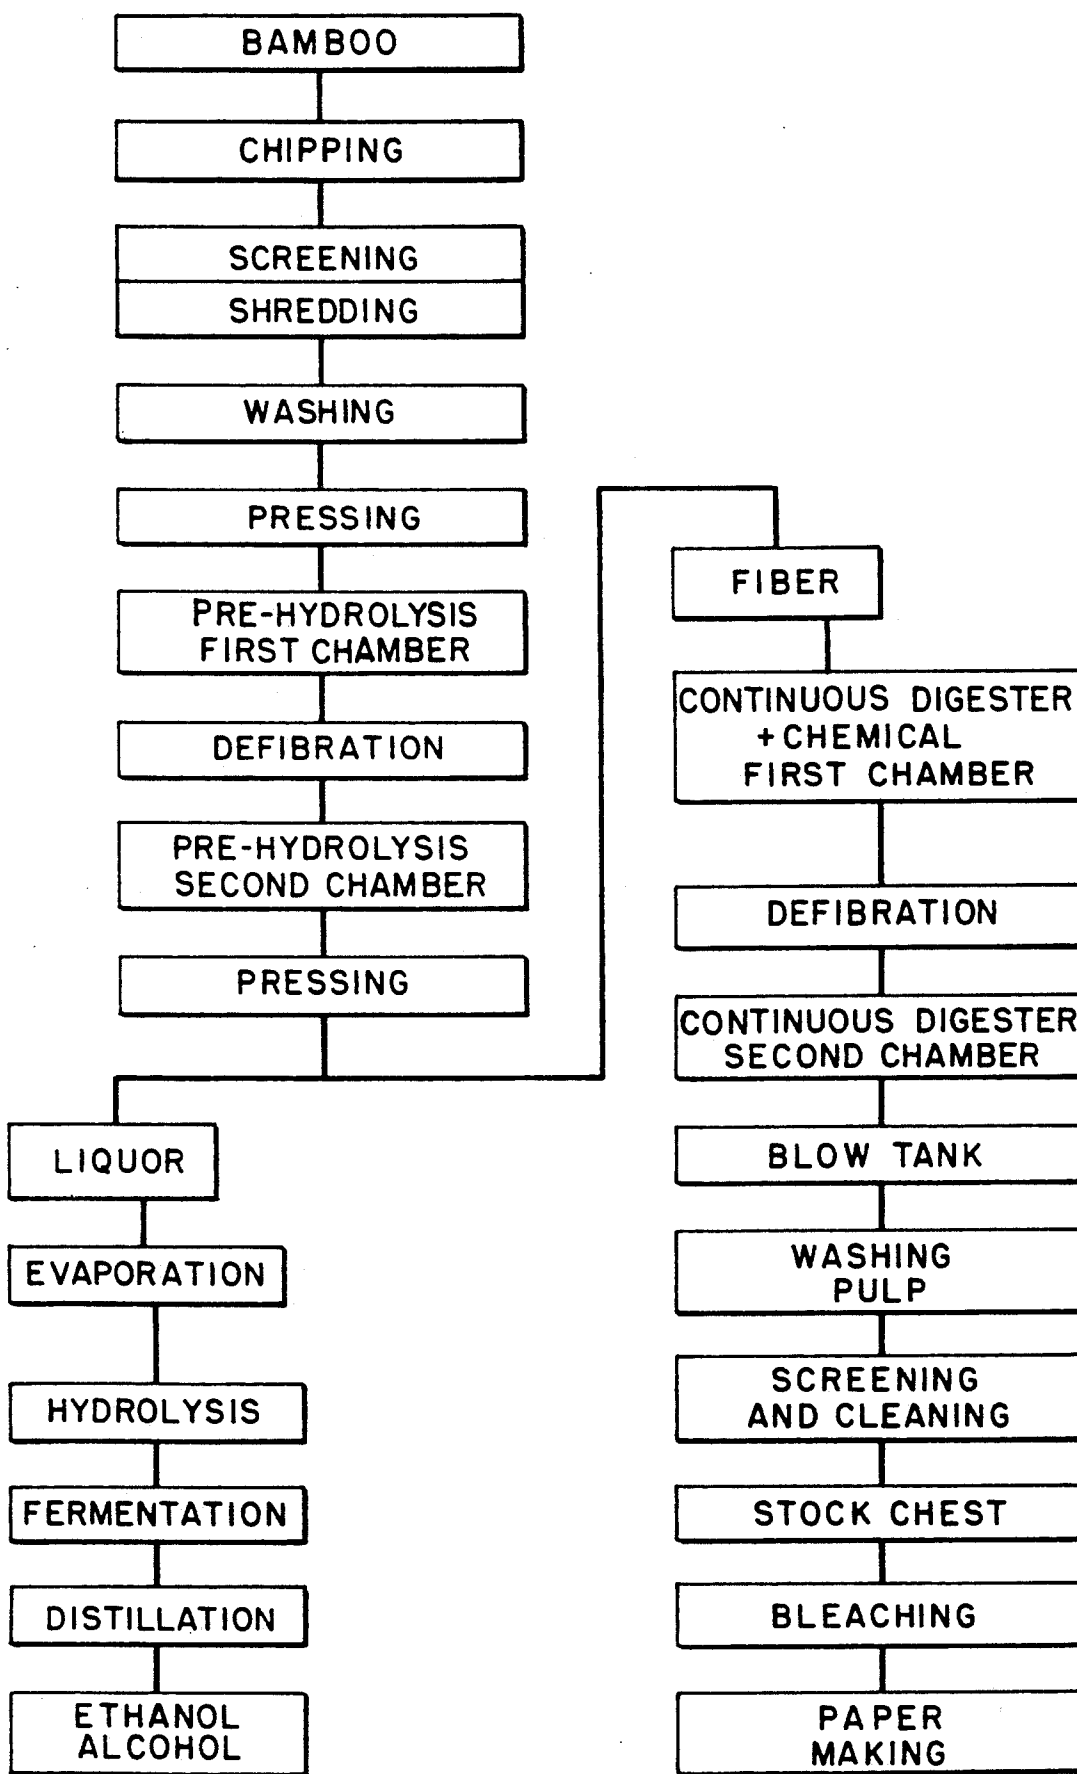 BAMBOO
CHIPPING
SCREENING
SHREDDING
WASHING
PRESSING
PRE-HYDROLYSIS
FIRST CHAMBER
DEFIBRATION
PRE-HYDROLYSIS
SECOND CHAMBER
PRESSING
LIQUOR
EVAPORATION
HYDROLYSIS
FERMENTATION
DISTILLATION
ETHANOL
ALCOHOL
FIBER
CONTINUOUS DIGESTER
+CHEMICAL
FIRST CHAMBER
DEFIBRATION
CONTINUOUS DIGESTER
SECOND CHAMBER
BLOW TANK
WASHING
PULP
SCREENING
AND CLEANING
STOCK CHEST
BLEACHING
PAPER
MAKING